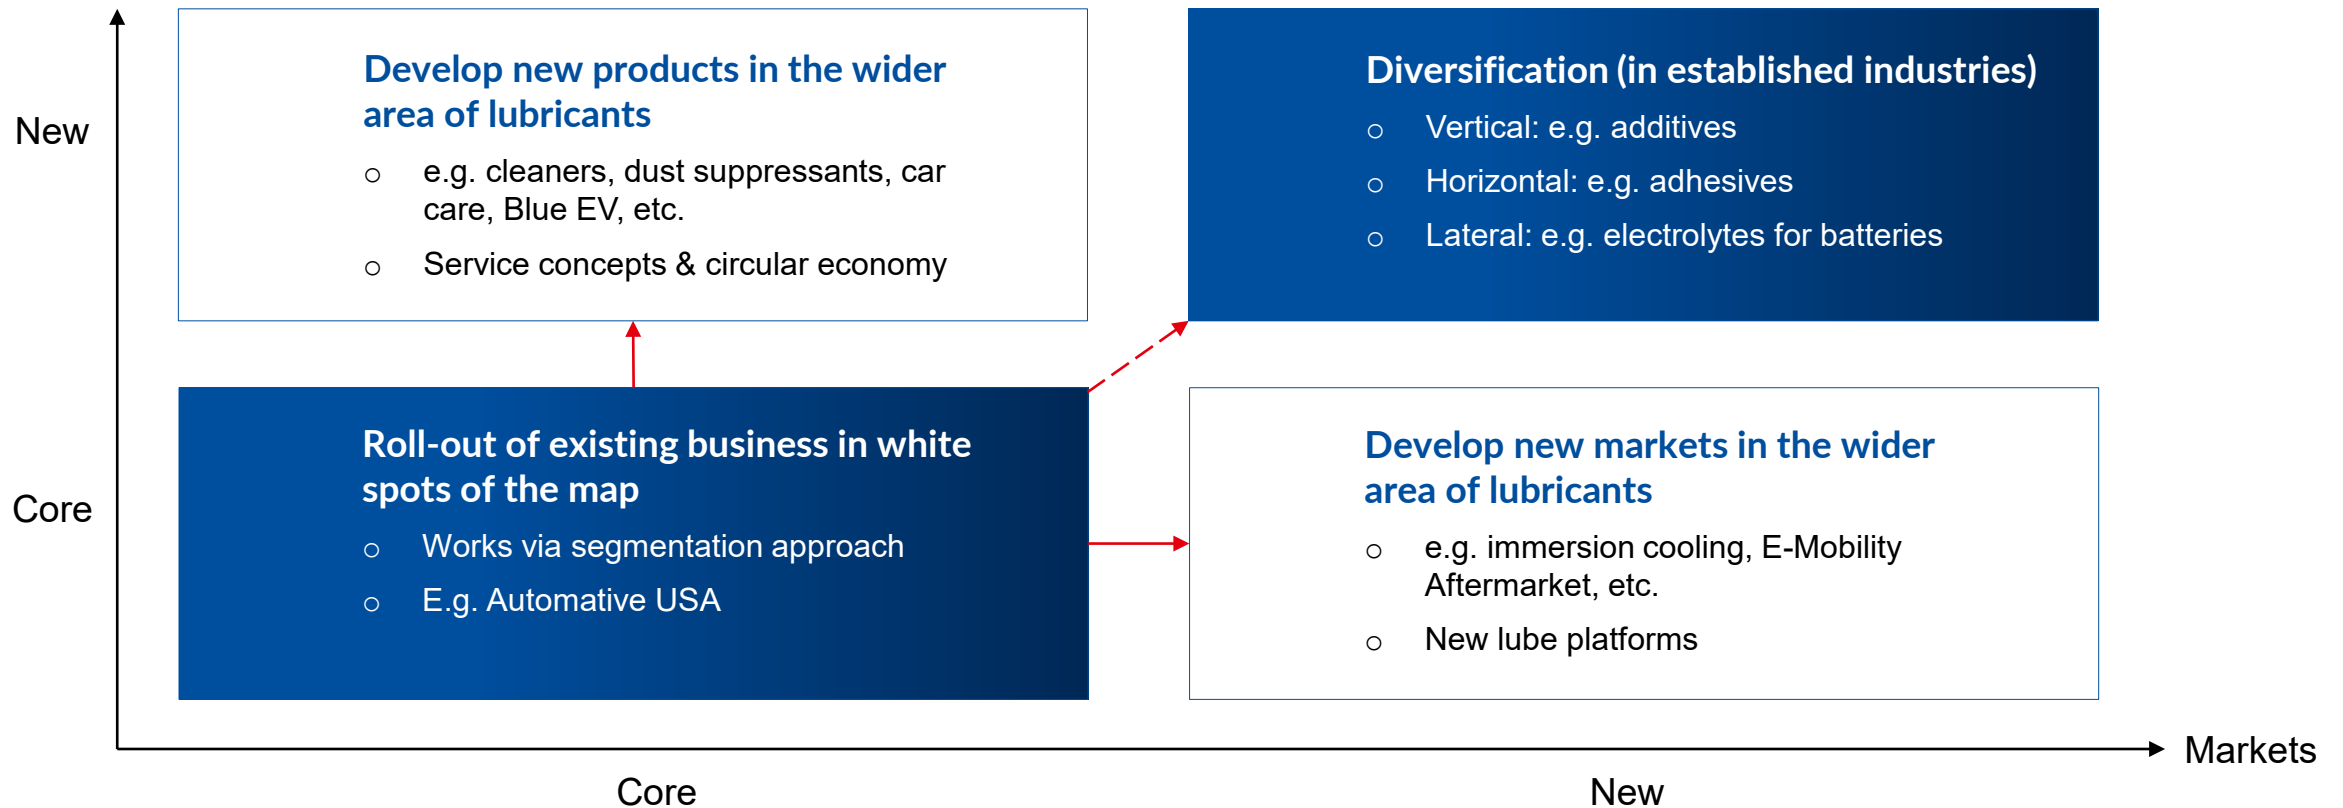 New
Develop new products in the wider
area of lubricants
o e.g. cleaners, dust suppressants, car
care, Blue EV, etc.
o Service concepts & circular economy
Diversification (in established industries)
o Vertical: e.g. additives
o Horizontal: e.g. adhesives
o Lateral: e.g. electrolytes for batteries
Core
Roll-out of existing business in white
spots of the map
o Works via segmentation approach
o E.g. Automative USA
Develop new markets in the wider
area of lubricants
o e.g. immersion cooling, E-Mobility
Aftermarket, etc.
o New lube platforms
Markets
Core
New